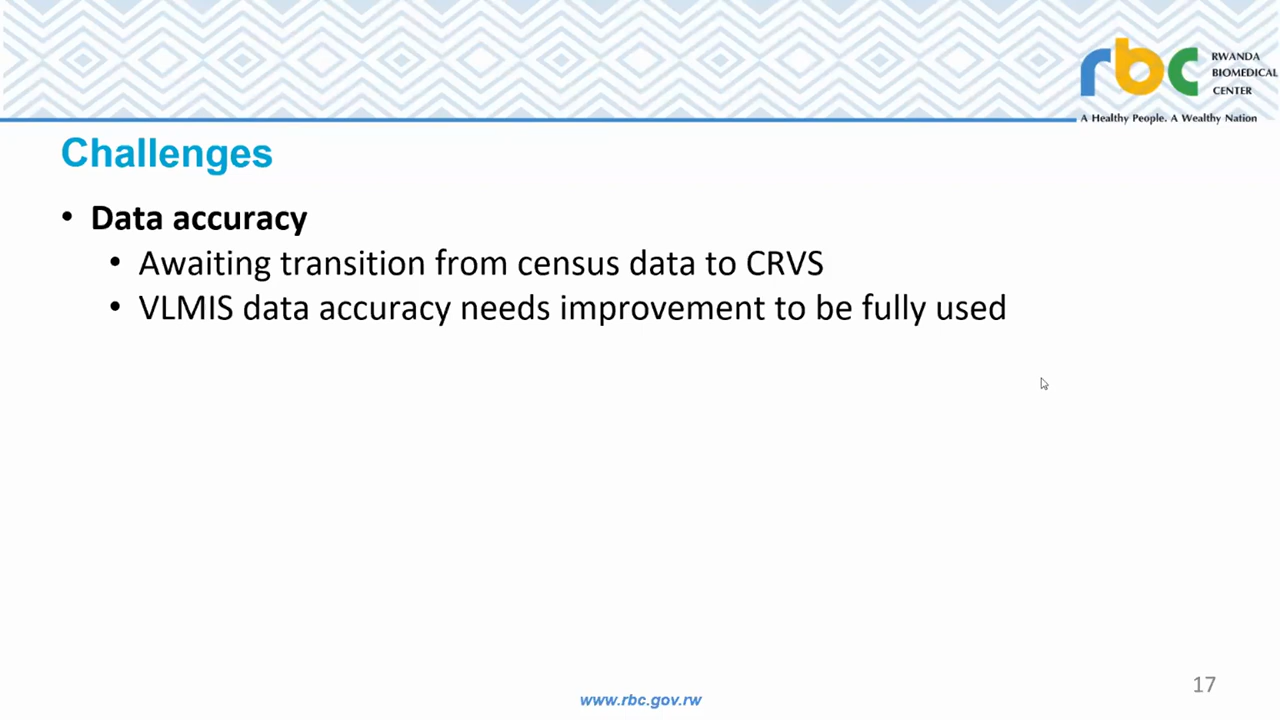 rbc
RWANDA
BIOMEDICAL
CENTER
A Healthy People. A Wealthy Nation
Challenges
• Data accuracy
• Awaiting transition from census data to CRVS
• VLMIS data accuracy needs improvement to be fully used
www.rbc.gov.rw
17